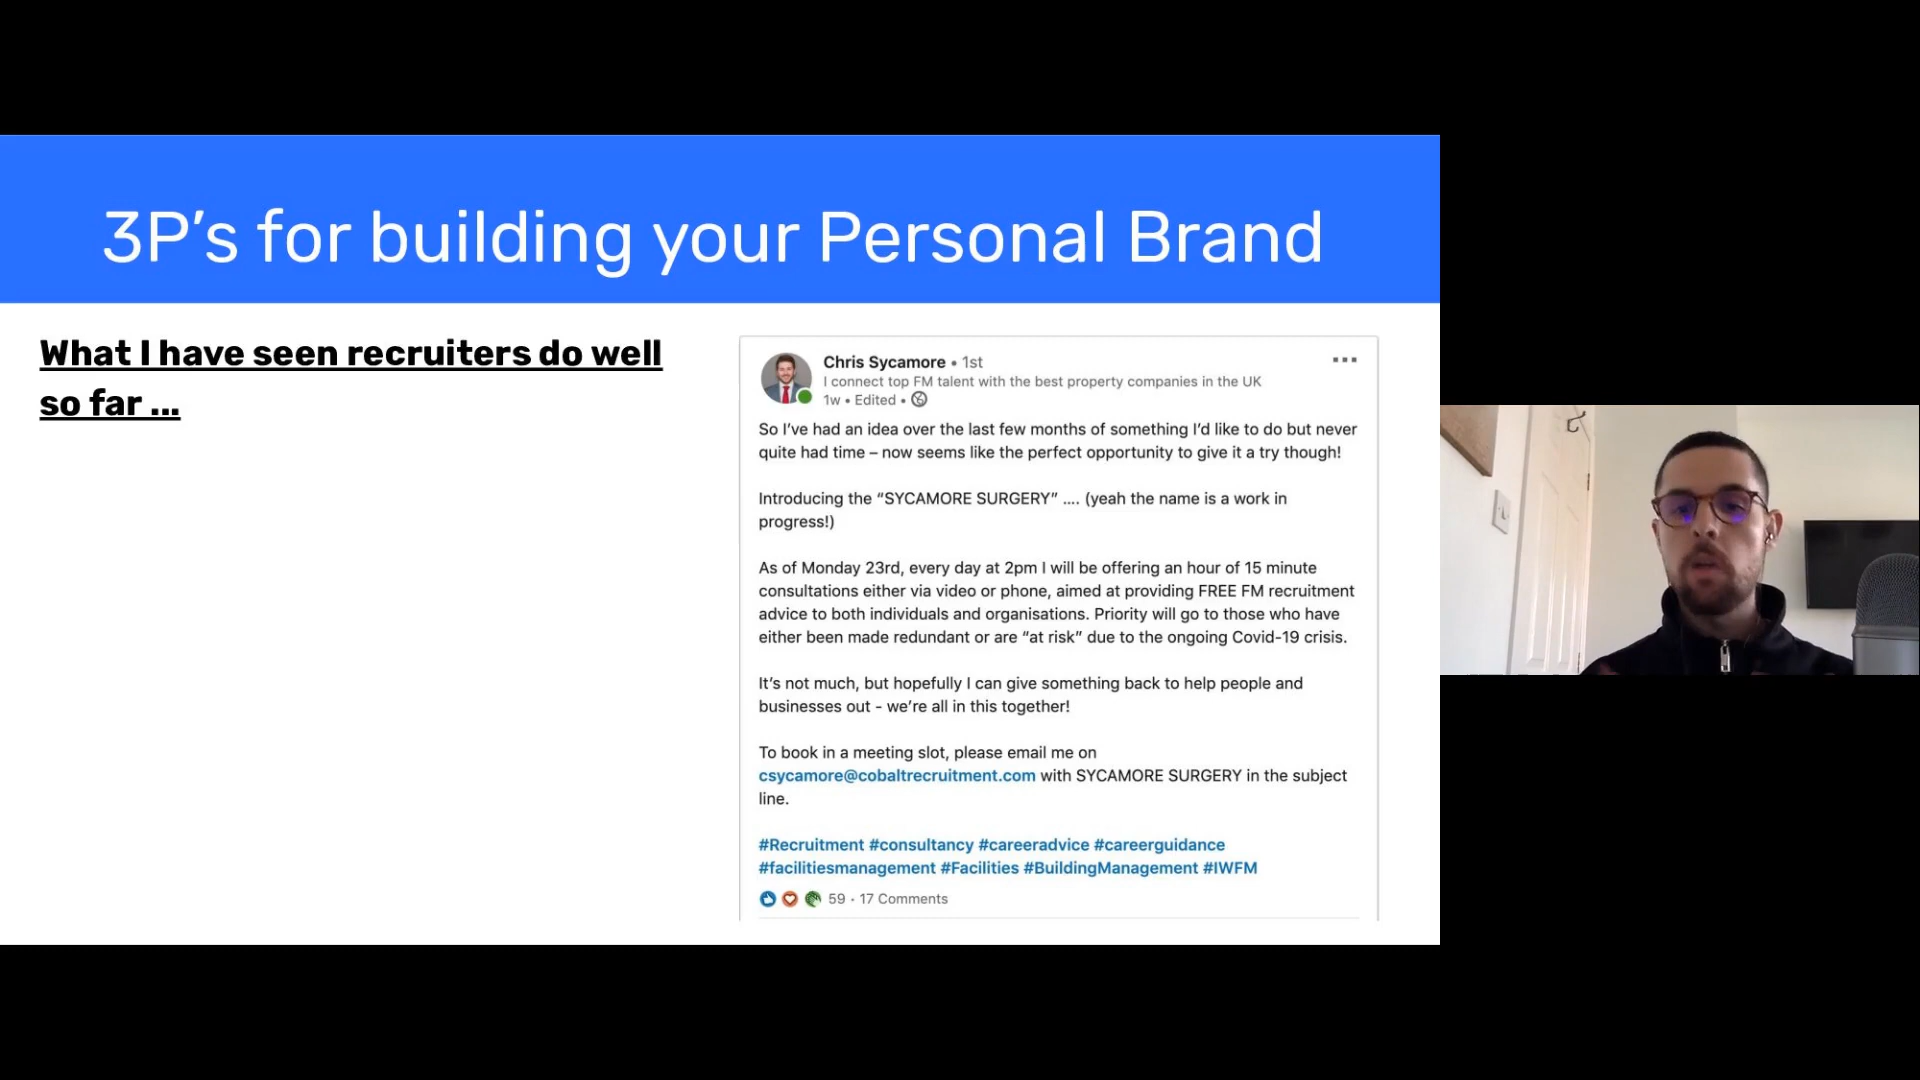 3P’s for building your Personal Brand
What I have seen recruiters do well
so far ...
Chris Sycamore • 1st
I connect top FM talent with the best property companies in the UK
1w • Edited •
So I’ve had an idea over the last few months of something I’d like to do but never
quite had time – now seems like the perfect opportunity to give it a try though!
Introducing the “SYCAMORE SURGERY” .... (yeah the name is a work in
progress!)
As of Monday 23rd, every day at 2pm I will be offering an hour of 15 minute
consultations either via video or phone, aimed at providing FREE FM recruitment
advice to both individuals and organisations. Priority will go to those who have
either been made redundant or are “at risk” due to the ongoing Covid-19 crisis.
It’s not much, but hopefully I can give something back to help people and
businesses out - we’re all in this together!
To book in a meeting slot, please email me on
csycamore@cobaltrecruitment.com with SYCAMORE SURGERY in the subject
line.
#Recruitment #consultancy #careeradvice #careerguidance
#facilitiesmanagement #Facilities #BuildingManagement #IWFM
59 · 17 Comments